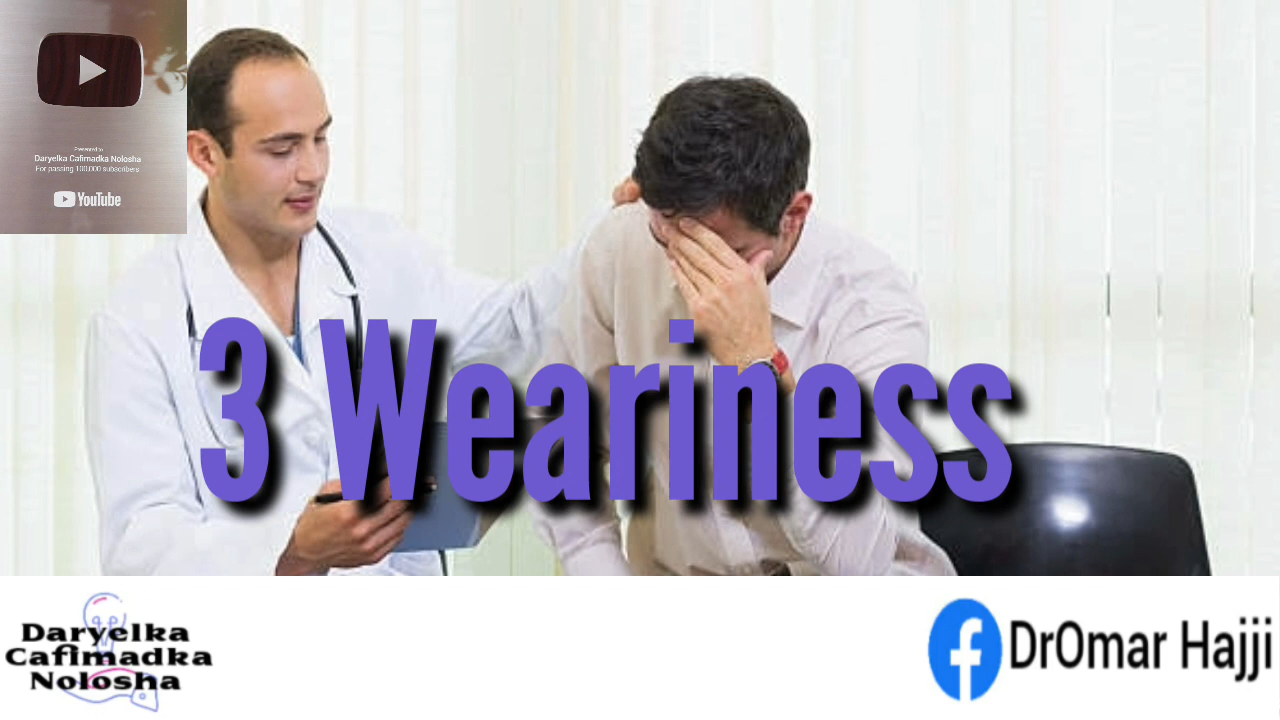 Presented to
Daryelka Cafimadka Nolosha
For passing 100,000 subscribers
YouTube
3 Weariness
Daryelka
Cafimadka
Nolosha
DrOmar Hajji